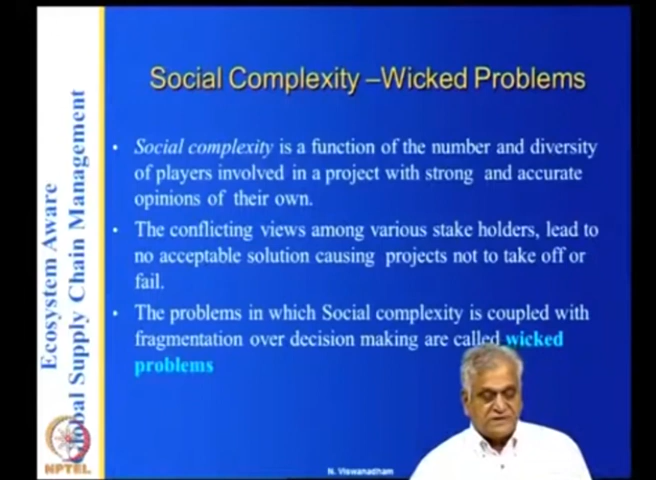 Social Complexity –Wicked Problems
• Social complexity is a function of the number and diversity
of players involved in a project with strong and accurate
opinions of their own.
• The conflicting views among various stake holders, lead to
no acceptable solution causing projects not to take off or
fail.
• The problems in which Social complexity is coupled with
fragmentation over decision making are called wicked
problems
Ecosystem Aware
Global Supply Chain Management
NPTEL
N. Viswanadham